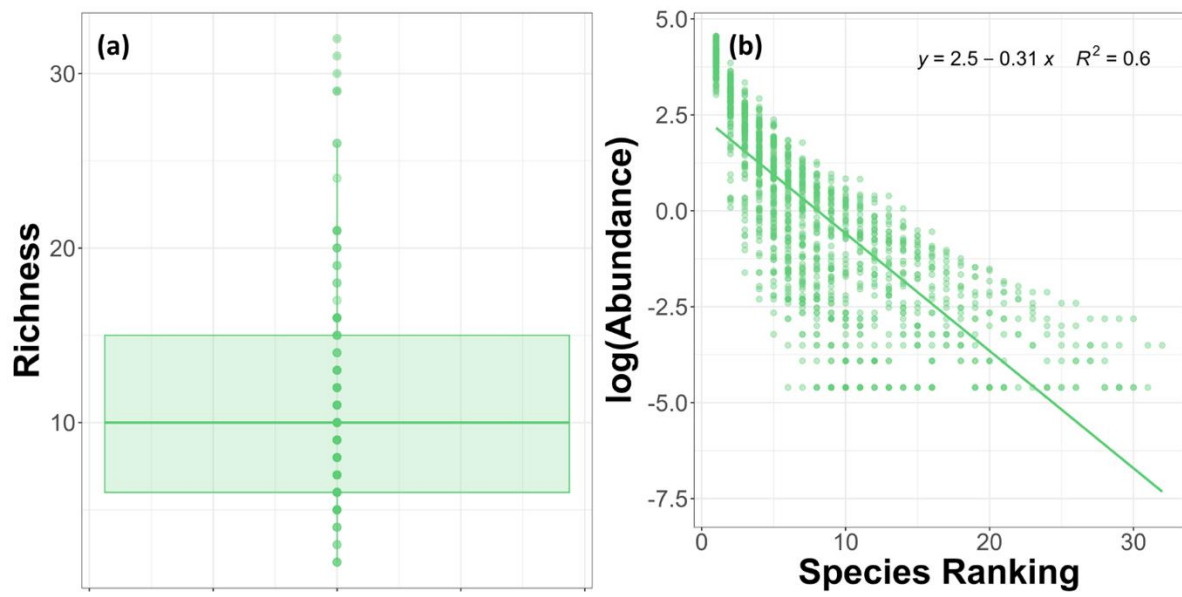 (a)
Richness
30
20
10
(b)
y = 2.5 − 0.31 x R² = 0.6
log(Abundance)
5.0
2.5
0.0
-2.5
-5.0
-7.5
0 10 20 30
Species Ranking